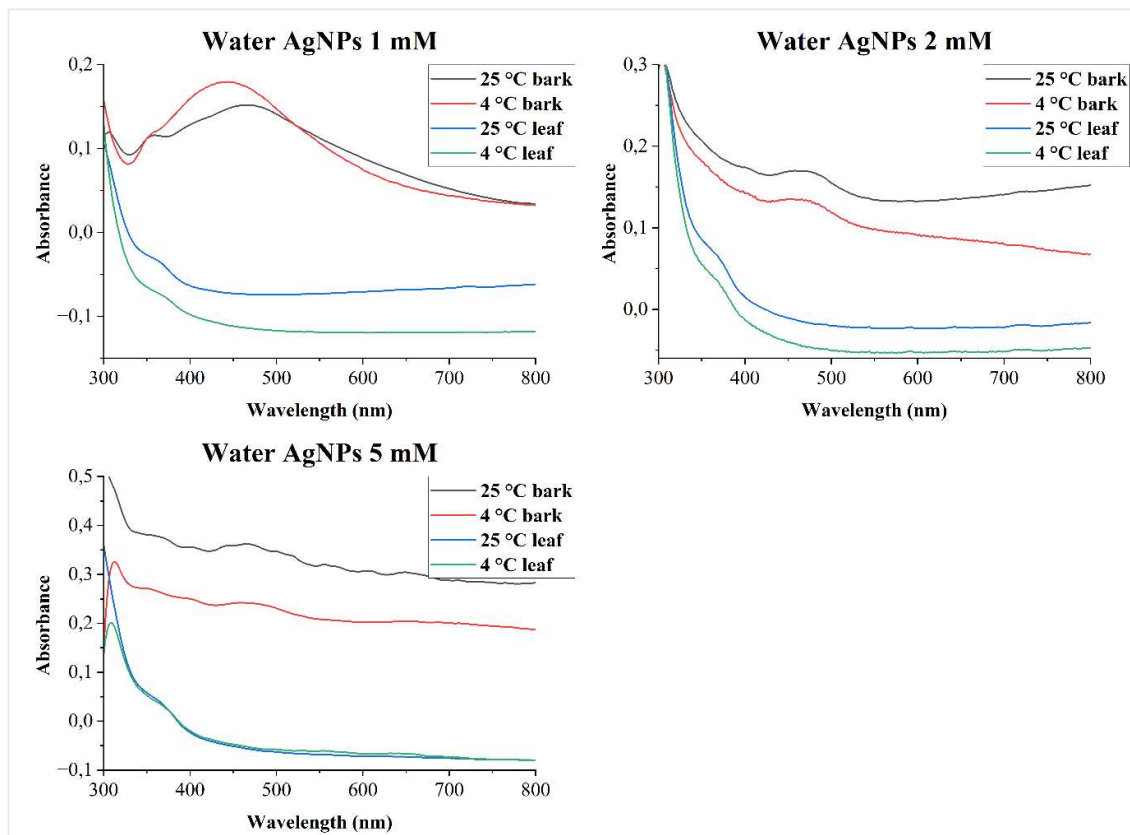 Water AgNPs 1 mM
0,2
0,1
0,0
−0,1
Absorbance
25 °C bark
4 °C bark
25 °C leaf
4 °C leaf
300 400 500 600 700 800
Wavelength (nm)
Water AgNPs 2 mM
0,3
0,2
0,1
0,0
Absorbance
25 °C bark
4 °C bark
25 °C leaf
4 °C leaf
300 400 500 600 700 800
Wavelength (nm)
Water AgNPs 5 mM
0,5
0,4
0,3
0,2
0,1
0,0
−0,1
Absorbance
25 °C bark
4 °C bark
25 °C leaf
4 °C leaf
300 400 500 600 700 800
Wavelength (nm)